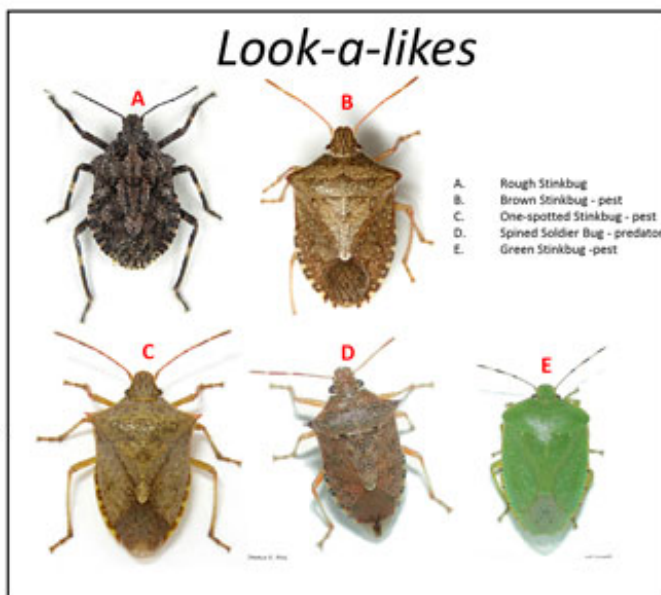 Look-a-likes
A
B
A. Rough Stinkbug
B. Brown Stinkbug - pest
C. One-spotted Stinkbug - pest
D. Spined Soldier Bug - predator
E. Green Stinkbug -pest
C
D
E